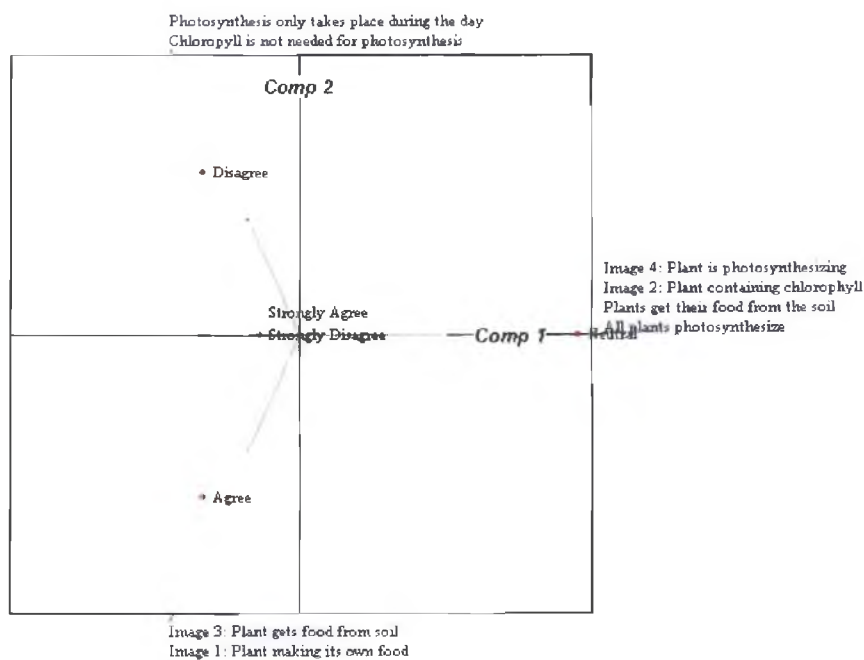 Photosynthesis only takes place during the day
Chloropyll is not needed for photosynthesis
Comp 2
Disagree
Image 4: Plant is photosynthesizing
Image 2: Plant containing chlorophyll
Plants get their food from the soil
All plants photosynthesize
Strongly Agree
Strongly Disagree
Comp 1
Neutral
Agree
Image 3: Plant gets food from soil
Image 1: Plant making its own food